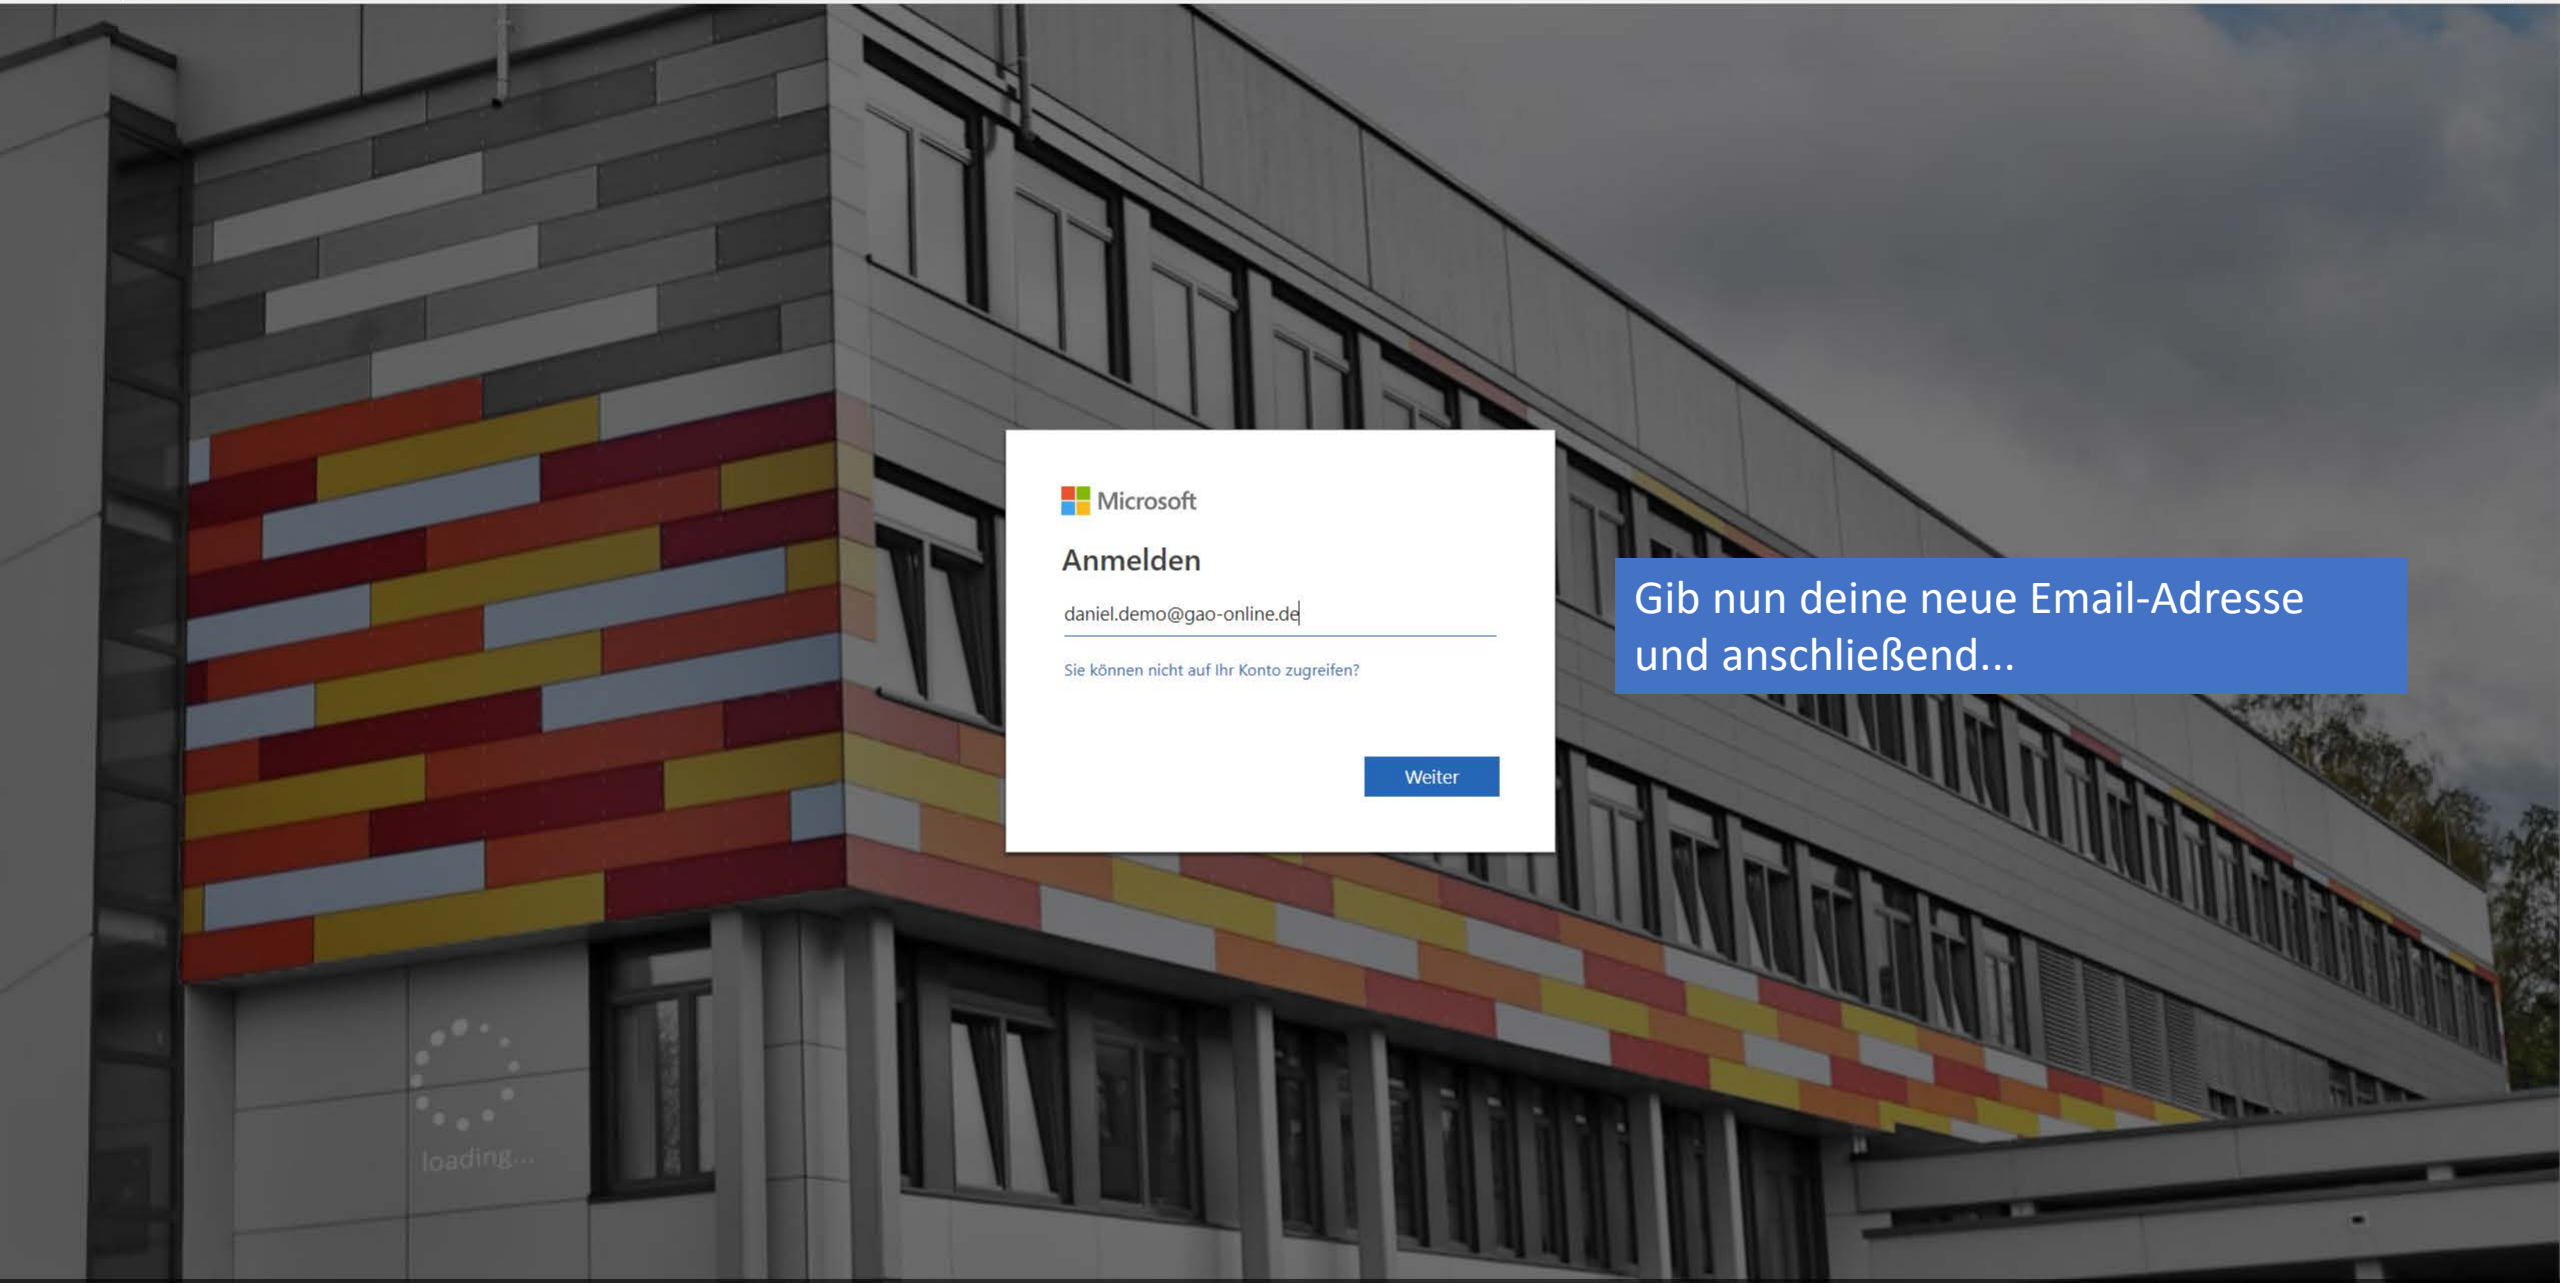 Microsoft
Anmelden
daniel.demo@gao-online.de
Sie können nicht auf Ihr Konto zugreifen?
Weiter
Gib nun deine neue Email-Adresse
und anschließend...
loading...